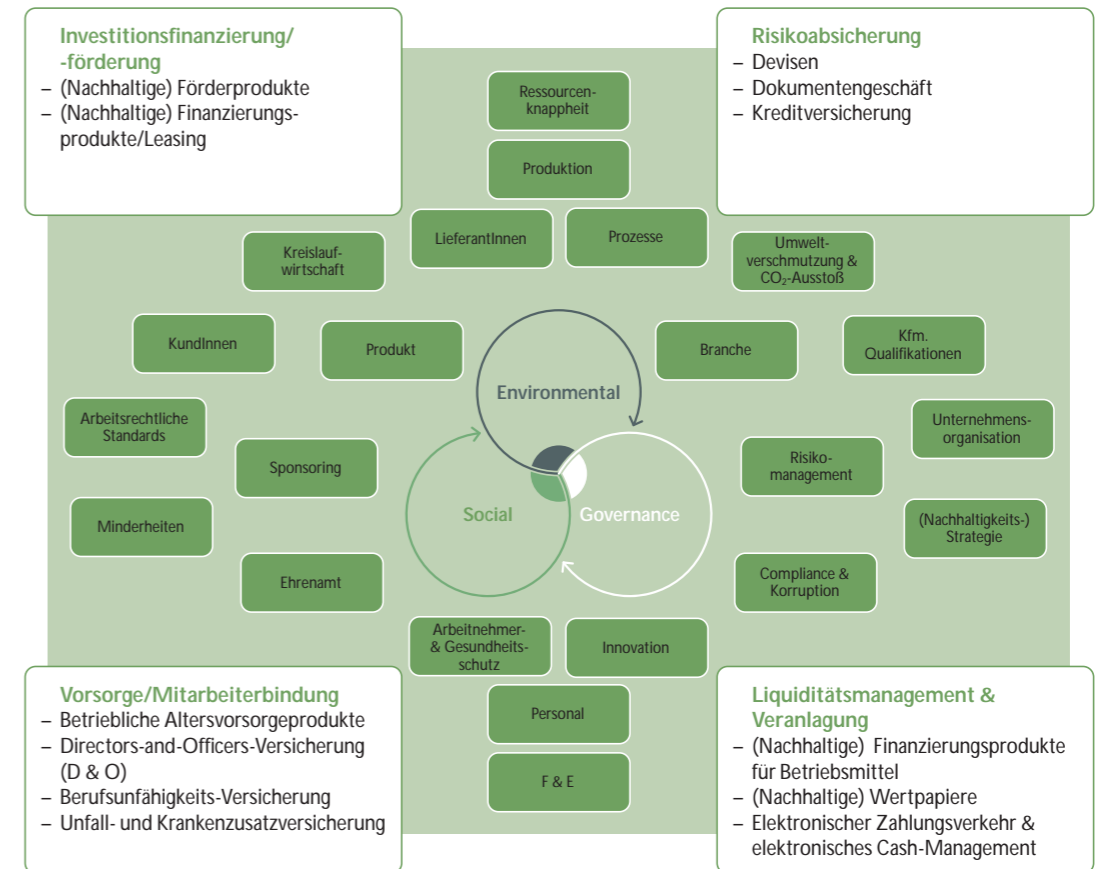 Investitionsfinanzierung/
-förderung
– (Nachhaltige) Förderprodukte
– (Nachhaltige) Finanzierungs-
produkte/Leasing
Risikoabsicherung
– Devisen
– Dokumentengeschäft
– Kreditversicherung
Ressourcen-
knappheit
Produktion
LieferantInnen
Prozesse
Kreislauf-
wirtschaft
Umwelt-
verschmutzung &
CO₂-Ausstoß
KundInnen
Produkt
Branche
Kfm.
Qualifikationen
Environmental
Arbeitsrechtliche
Standards
Unternehmens-
organisation
Sponsoring
Risiko-
management
Minderheiten
Social
Governance
(Nachhaltigkeits-)
Strategie
Ehrenamt
Compliance &
Korruption
Arbeitnehmer-
& Gesundheits-
schutz
Innovation
Personal
F & E
Vorsorge/Mitarbeiterbindung
– Betriebliche Altersvorsorgeprodukte
– Directors-and-Officers-Versicherung
(D & O)
– Berufsunfähigkeits-Versicherung
– Unfall- und Krankenzusatzversicherung
Liquiditätsmanagement &
Veranlagung
– (Nachhaltige) Finanzierungsprodukte
für Betriebsmittel
– (Nachhaltige) Wertpapiere
– Elektronischer Zahlungsverkehr &
elektronisches Cash-Management